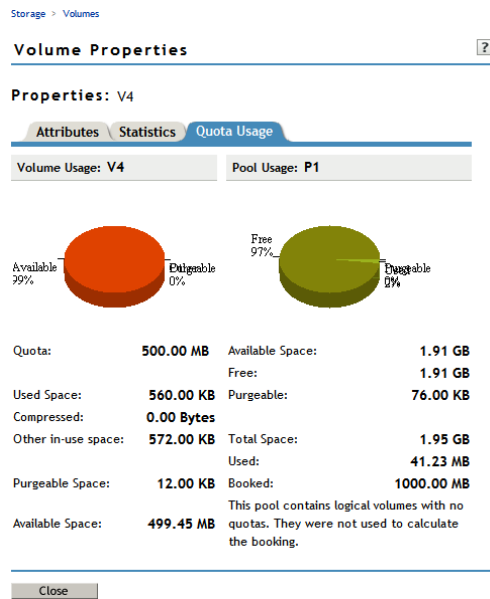 Storage > Volumes
Volume Properties
?
Properties: V4
Attributes Statistics Quota Usage
Volume Usage: V4 Pool Usage: P1
Free
97%
Available
99%
Purgeable
0%
Purgeable
Quota: 500.00 MB Available Space: 1.91 GB
Free: 1.91 GB
Used Space: 560.00 KB Purgeable: 76.00 KB
Compressed: 0.00 Bytes
Other in-use space: 572.00 KB Total Space: 1.95 GB
Used: 41.23 MB
Purgeable Space: 12.00 KB Booked: 1000.00 MB
This pool contains logical volumes with no
Available Space: 499.45 MB quotas. They were not used to calculate
the booking.
Close